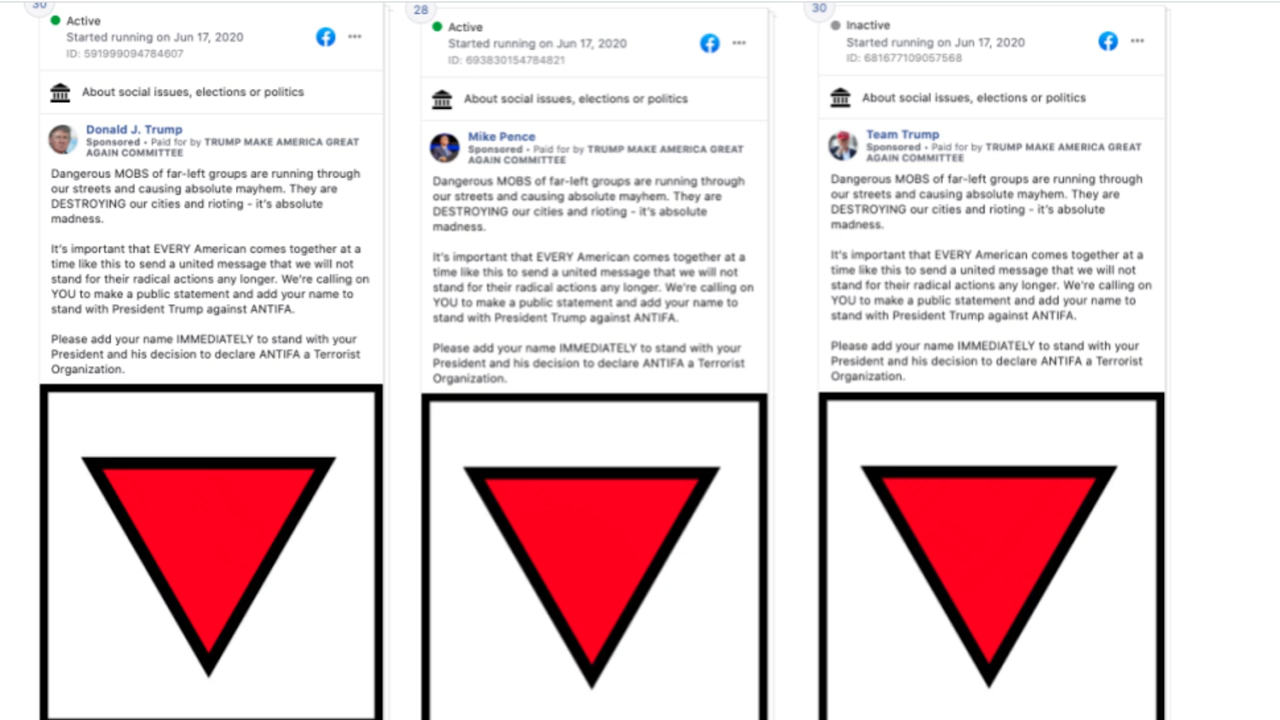 30
Active
Started running on Jun 17, 2020
ID: 591999094784607
About social issues, elections or politics
Donald J. Trump
Sponsored • Paid for by TRUMP MAKE AMERICA GREAT
AGAIN COMMITTEE
Dangerous MOBS of far-left groups are running through
our streets and causing absolute mayhem. They are
DESTROYING our cities and rioting - it's absolute
madness.
It's important that EVERY American comes together at a
time like this to send a united message that we will not
stand for their radical actions any longer. We're calling on
YOU to make a public statement and add your name to
stand with President Trump against ANTIFA.
Please add your name IMMEDIATELY to stand with your
President and his decision to declare ANTIFA a Terrorist
Organization.
28
Active
Started running on Jun 17, 2020
ID: 693830154784821
About social issues, elections or politics
Mike Pence
Sponsored • Paid for by TRUMP MAKE AMERICA GREAT
AGAIN COMMITTEE
Dangerous MOBS of far-left groups are running through
our streets and causing absolute mayhem. They are
DESTROYING our cities and rioting - it's absolute
madness.
It's important that EVERY American comes together at a
time like this to send a united message that we will not
stand for their radical actions any longer. We're calling on
YOU to make a public statement and add your name to
stand with President Trump against ANTIFA.
Please add your name IMMEDIATELY to stand with your
President and his decision to declare ANTIFA a Terrorist
Organization.
30
Inactive
Started running on Jun 17, 2020
ID: 681677109057568
About social issues, elections or politics
Team Trump
Sponsored • Paid for by TRUMP MAKE AMERICA GREAT
AGAIN COMMITTEE
Dangerous MOBS of far-left groups are running through
our streets and causing absolute mayhem. They are
DESTROYING our cities and rioting - it's absolute
madness.
It's important that EVERY American comes together at a
time like this to send a united message that we will not
stand for their radical actions any longer. We're calling on
YOU to make a public statement and add your name to
stand with President Trump against ANTIFA.
Please add your name IMMEDIATELY to stand with your
President and his decision to declare ANTIFA a Terrorist
Organization.